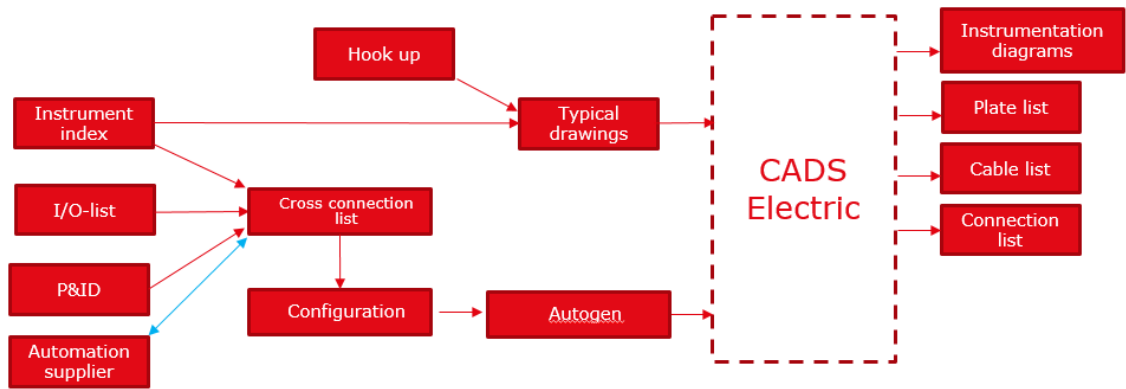 Hook up
Instrument
index
Typical
drawings
I/O-list
Cross connection
list
P&ID
Configuration
Autogen
Automation
supplier
CADS
Electric
Instrumentation
diagrams
Plate list
Cable list
Connection
list